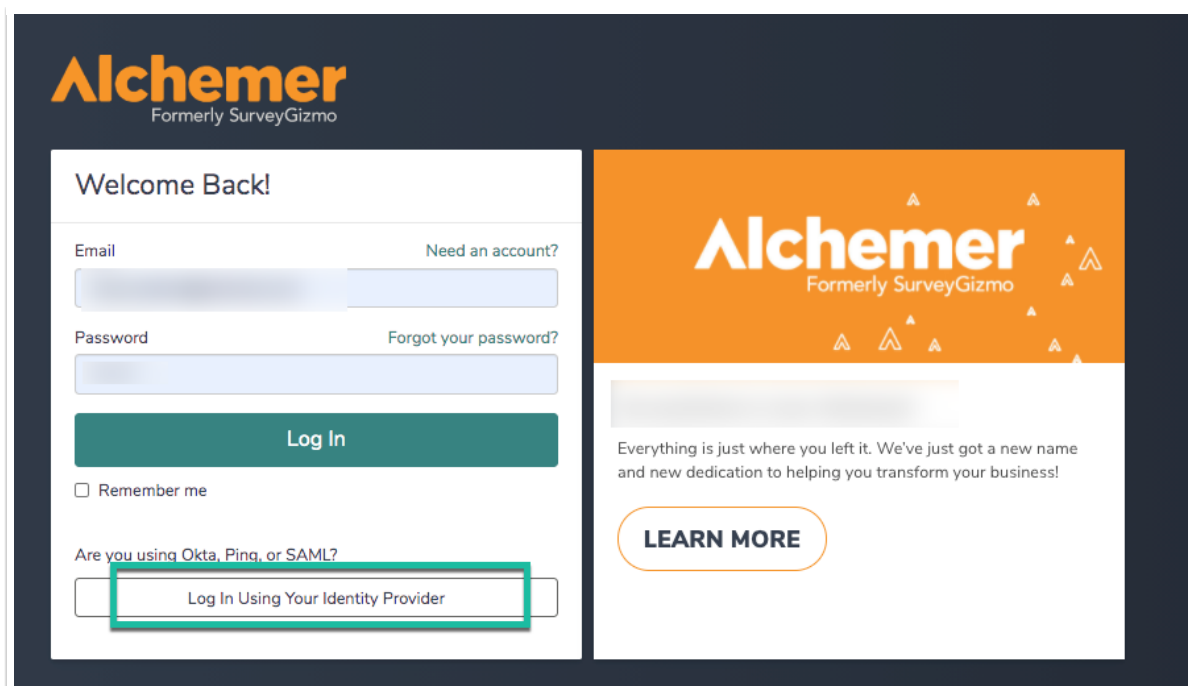 Alchemer
Formerly SurveyGizmo
Welcome Back!
Email
Need an account?
Password
Forgot your password?
Log In
Remember me
Are you using Okta, Ping, or SAML?
Log In Using Your Identity Provider
Alchemer
Formerly SurveyGizmo
Everything is just where you left it. We've just got a new name
and new dedication to helping you transform your business!
LEARN MORE